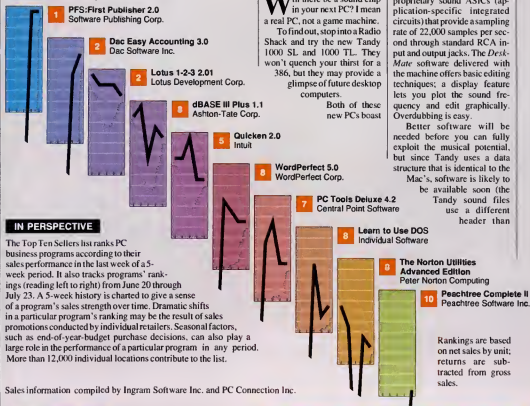 1 PFS:First Publisher 2.0
Software Publishing Corp.
2 Dac Easy Accounting 3.0
Dac Software Inc.
2 Lotus 1-2-3 2.01
Lotus Development Corp.
8 dBASE III Plus 1.1
Ashton-Tate Corp.
5 Quicken 2.0
Intuit
8 WordPerfect 5.0
WordPerfect Corp.
7 PC Tools Deluxe 4.2
Central Point Software
8 Learn to Use DOS
Individual Software
9 The Norton Utilities
Advanced Edition
Peter Norton Computing
10 Peachtree Complete II
Peachtree Software Inc.
IN PERSPECTIVE
The Top Ten Sellers list ranks PC
business programs according to their
sales performance in the last week of a 5-
week period. It also tracks programs' rank-
ings (reading left to right) from June 20 through
July 23. A 5-week history is charted to give a sense
of a program's sales strength over time. Dramatic shifts
in a particular program's ranking may be the result of sales
promotions conducted by individual retailers. Seasonal factors,
such as end-of-year-budget purchase decisions, can also play a
large role in the performance of a particular program in any period.
More than 12,000 individual locations contribute to the list.
Sales information compiled by Ingram Software Inc. and PC Connection Inc.
Rankings are based
on net sales by unit;
returns are sub-
tracted from gross
sales.
in your next PC? I mean
a real PC, not a game machine.
To find out, stop into a Radio
Shack and try the new Tandy
1000 SL and 1000 TL. They
won't quench your thirst for a
386, but they may provide a
glimpse of future desktop
computers.
Both of these
new PCs boast
proprietary sound ASICs (ap-
plication-specific integrated
circuits) that provide a sampling
rate of 22,000 samples per sec-
ond through standard RCA in-
put and output jacks. The Desk-
Mate software delivered with
the machine offers basic editing
techniques; a display feature
lets you plot the sound fre-
quency and edit graphically.
Overdubbing is easy.
Better software will be
needed before you can fully
exploit the musical potential,
but since Tandy uses a data
structure that is identical to the
Mac's, software is likely to
be available soon (the
Tandy sound files
use a different
header than